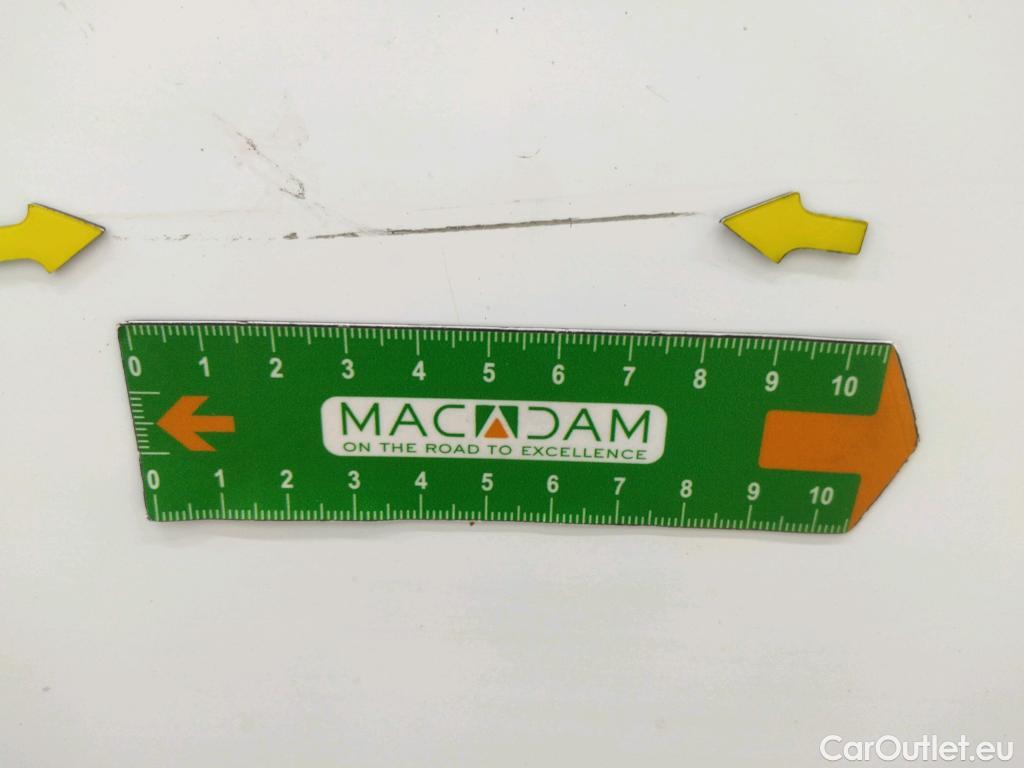 0 1 2 3 4 5 6 7 8 9 10
MACADAM
ON THE ROAD TO EXCELLENCE
0 1 2 3 4 5 6 7 8 9 10
CarOutlet.eu